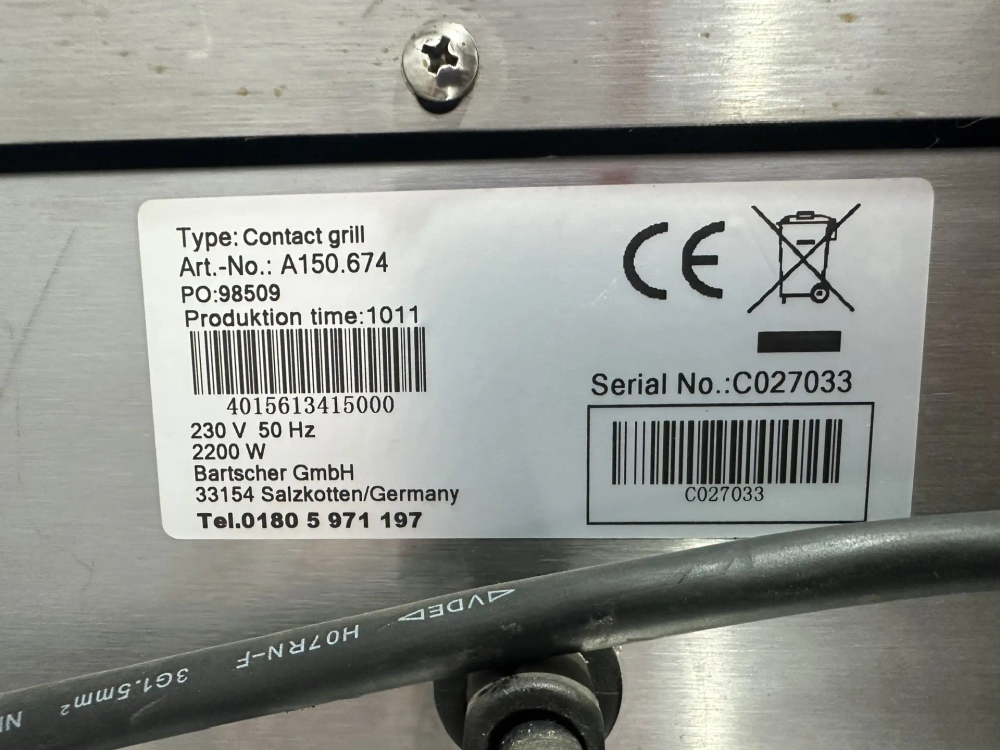 Type: Contact grill
Art.-No.: A150.674
PO:98509
Produktion time:1011
4015613415000
230 V 50 Hz
2200 W
Bartscher GmbH
33154 Salzkotten/Germany
Tel.0180 5 971 197
CE
Serial No.:C027033
C027033
VDE
H07RN-F
3G1.5mm²